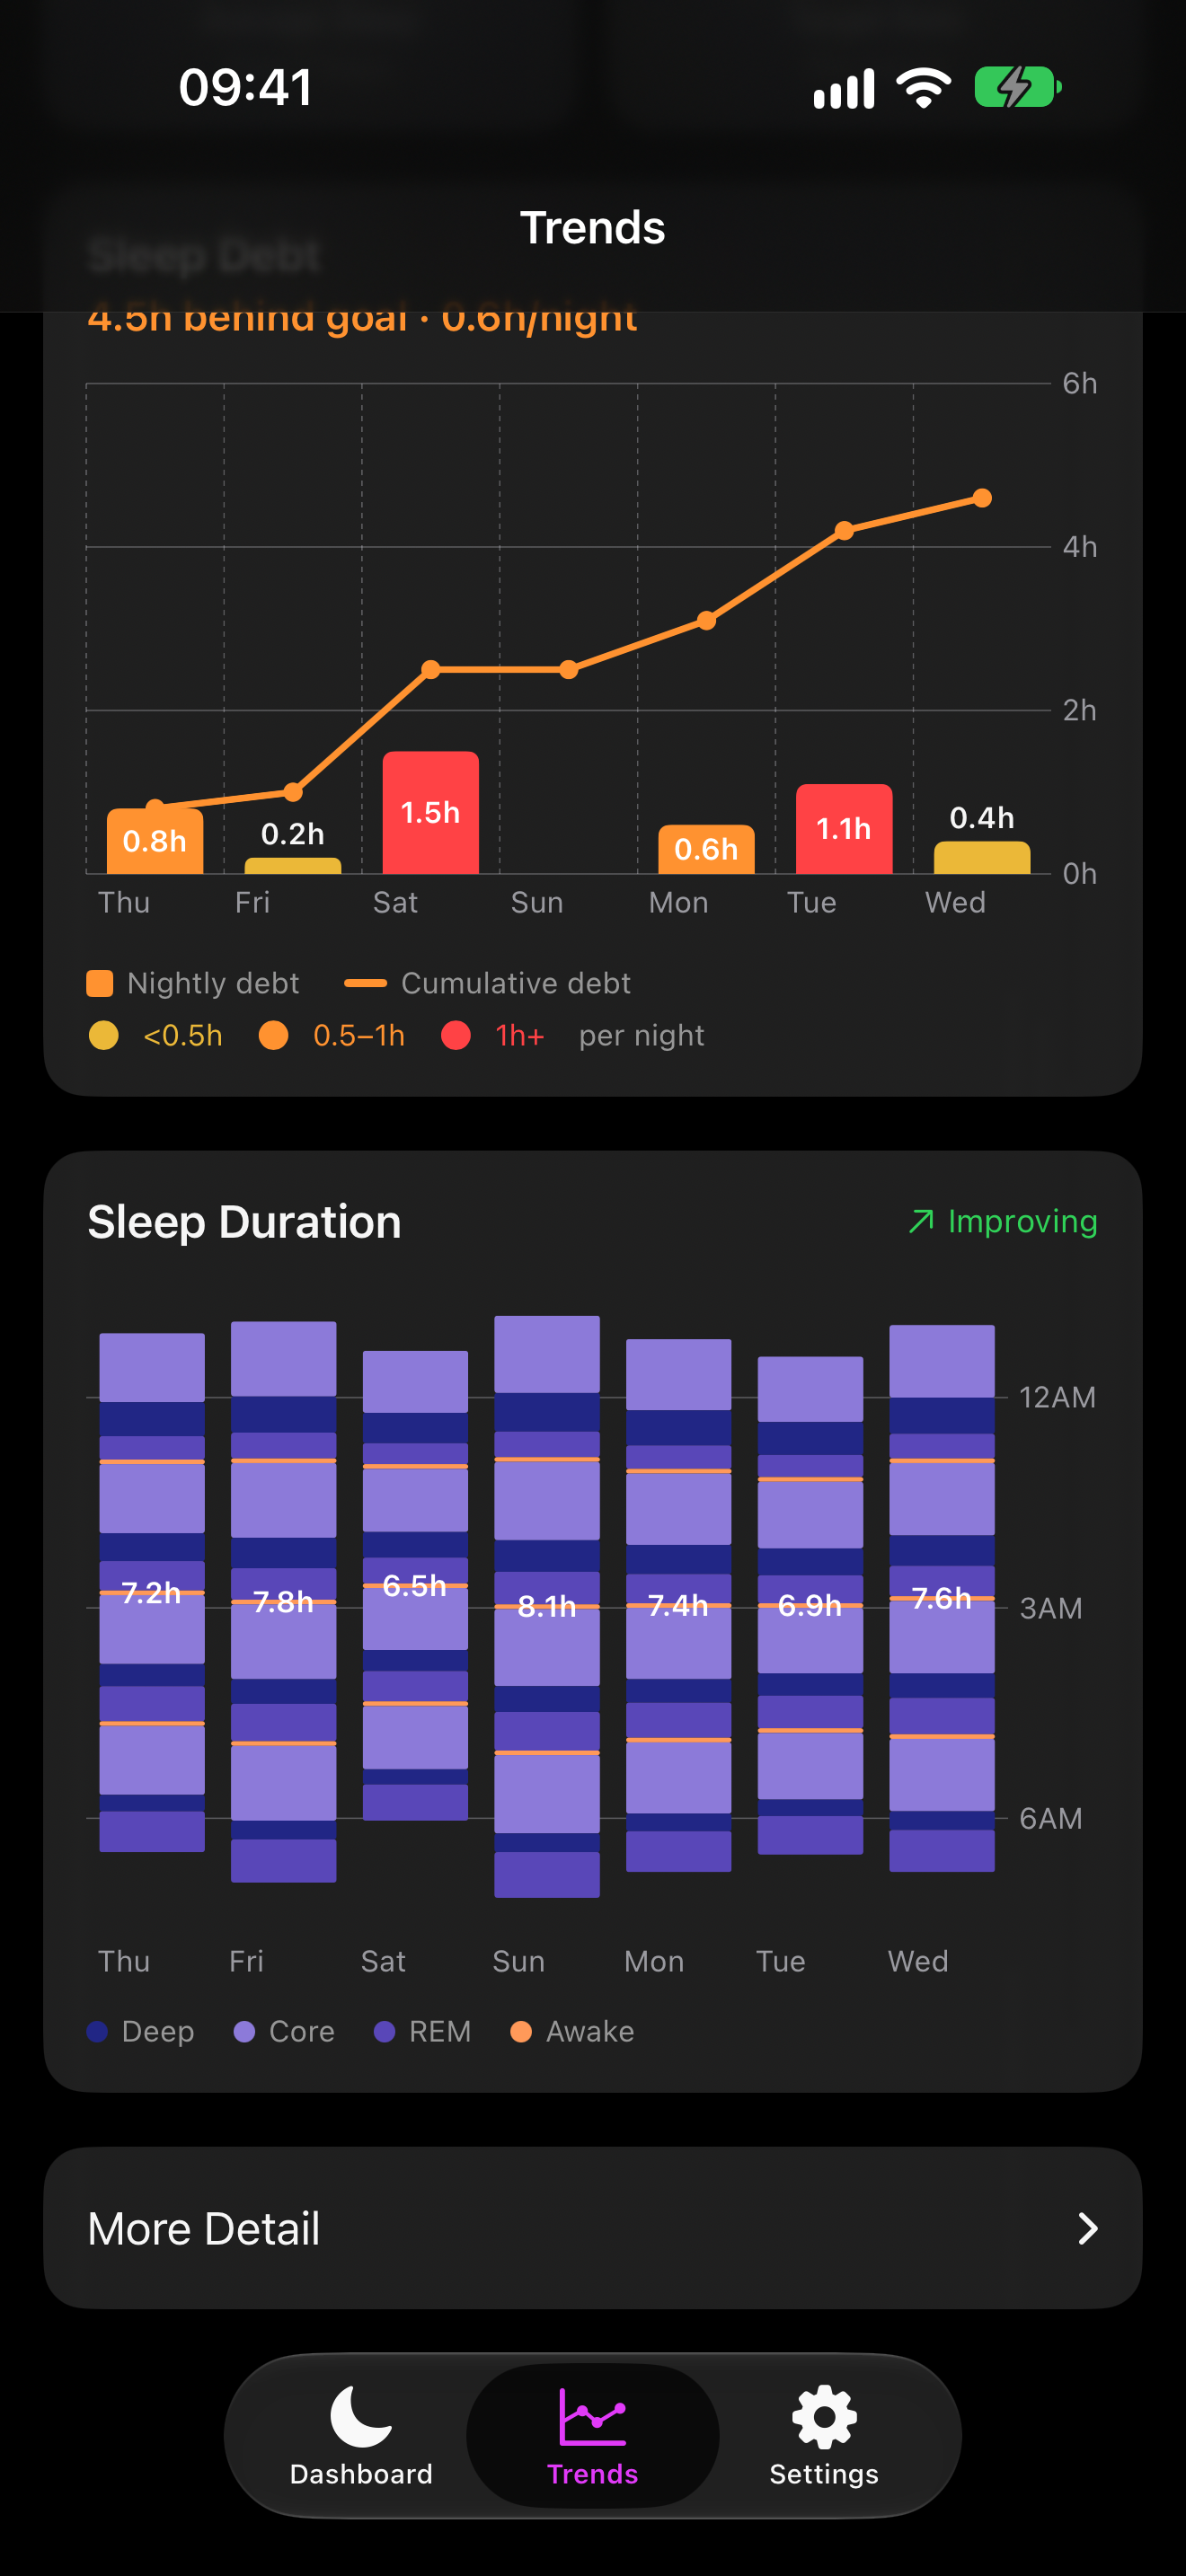 09:41
Trends
Sleep Debt
4.5h behind goal · 0.6h/night
6h
4h
2h
0h
0.8h
0.2h
1.5h
0.6h
1.1h
0.4h
Thu Fri Sat Sun Mon Tue Wed
Nightly debt Cumulative debt
<0.5h 0.5–1h 1h+ per night
Sleep Duration Improving
12AM
3AM
6AM
7.2h 7.8h 6.5h 8.1h 7.4h 6.9h 7.6h
Thu Fri Sat Sun Mon Tue Wed
Deep Core REM Awake
More Detail
Dashboard Trends Settings